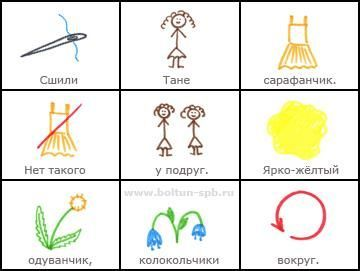 Сшили Тане сарафанчик.
Нет такого у подруг. Ярко-жёлтый
www.boltun-spb.ru
одуванчик, колокольчики вокруг.